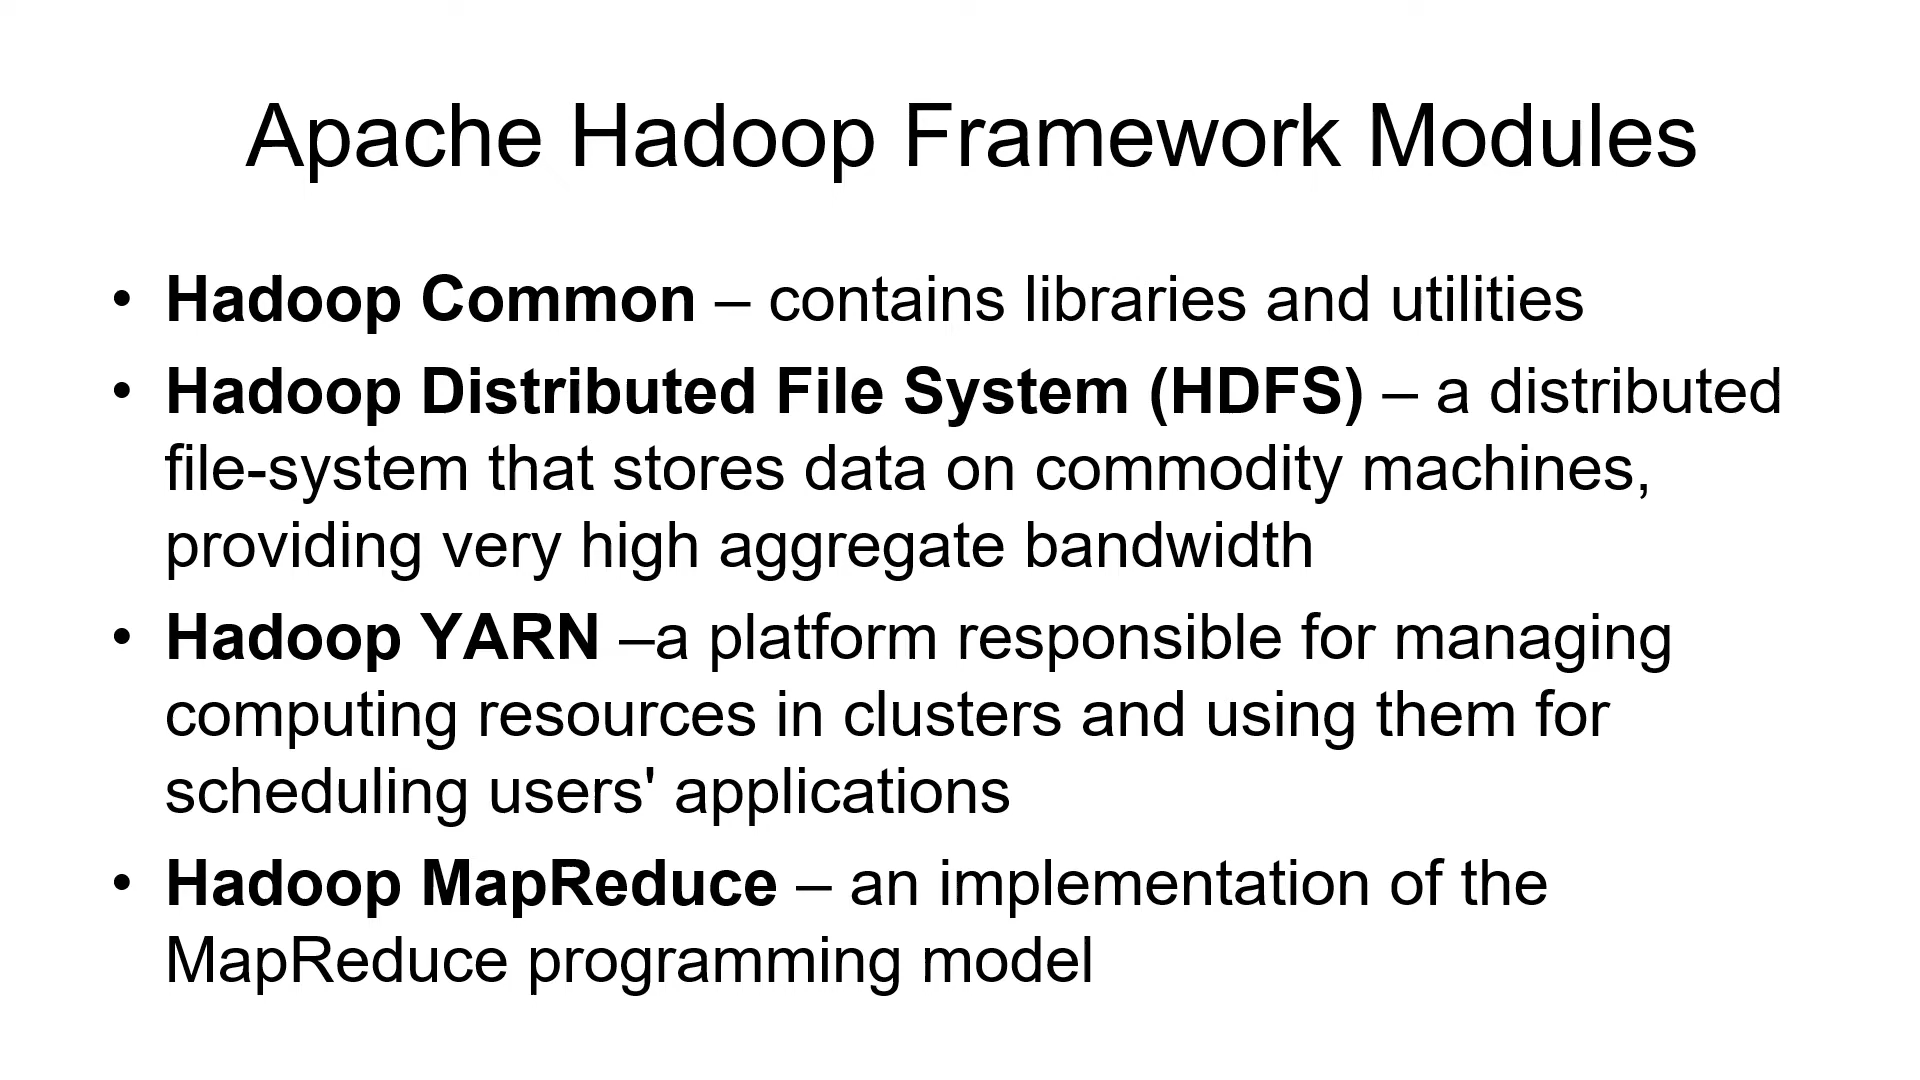 Apache Hadoop Framework Modules
• Hadoop Common – contains libraries and utilities
• Hadoop Distributed File System (HDFS) – a distributed
file-system that stores data on commodity machines,
providing very high aggregate bandwidth
• Hadoop YARN –a platform responsible for managing
computing resources in clusters and using them for
scheduling users' applications
• Hadoop MapReduce – an implementation of the
MapReduce programming model